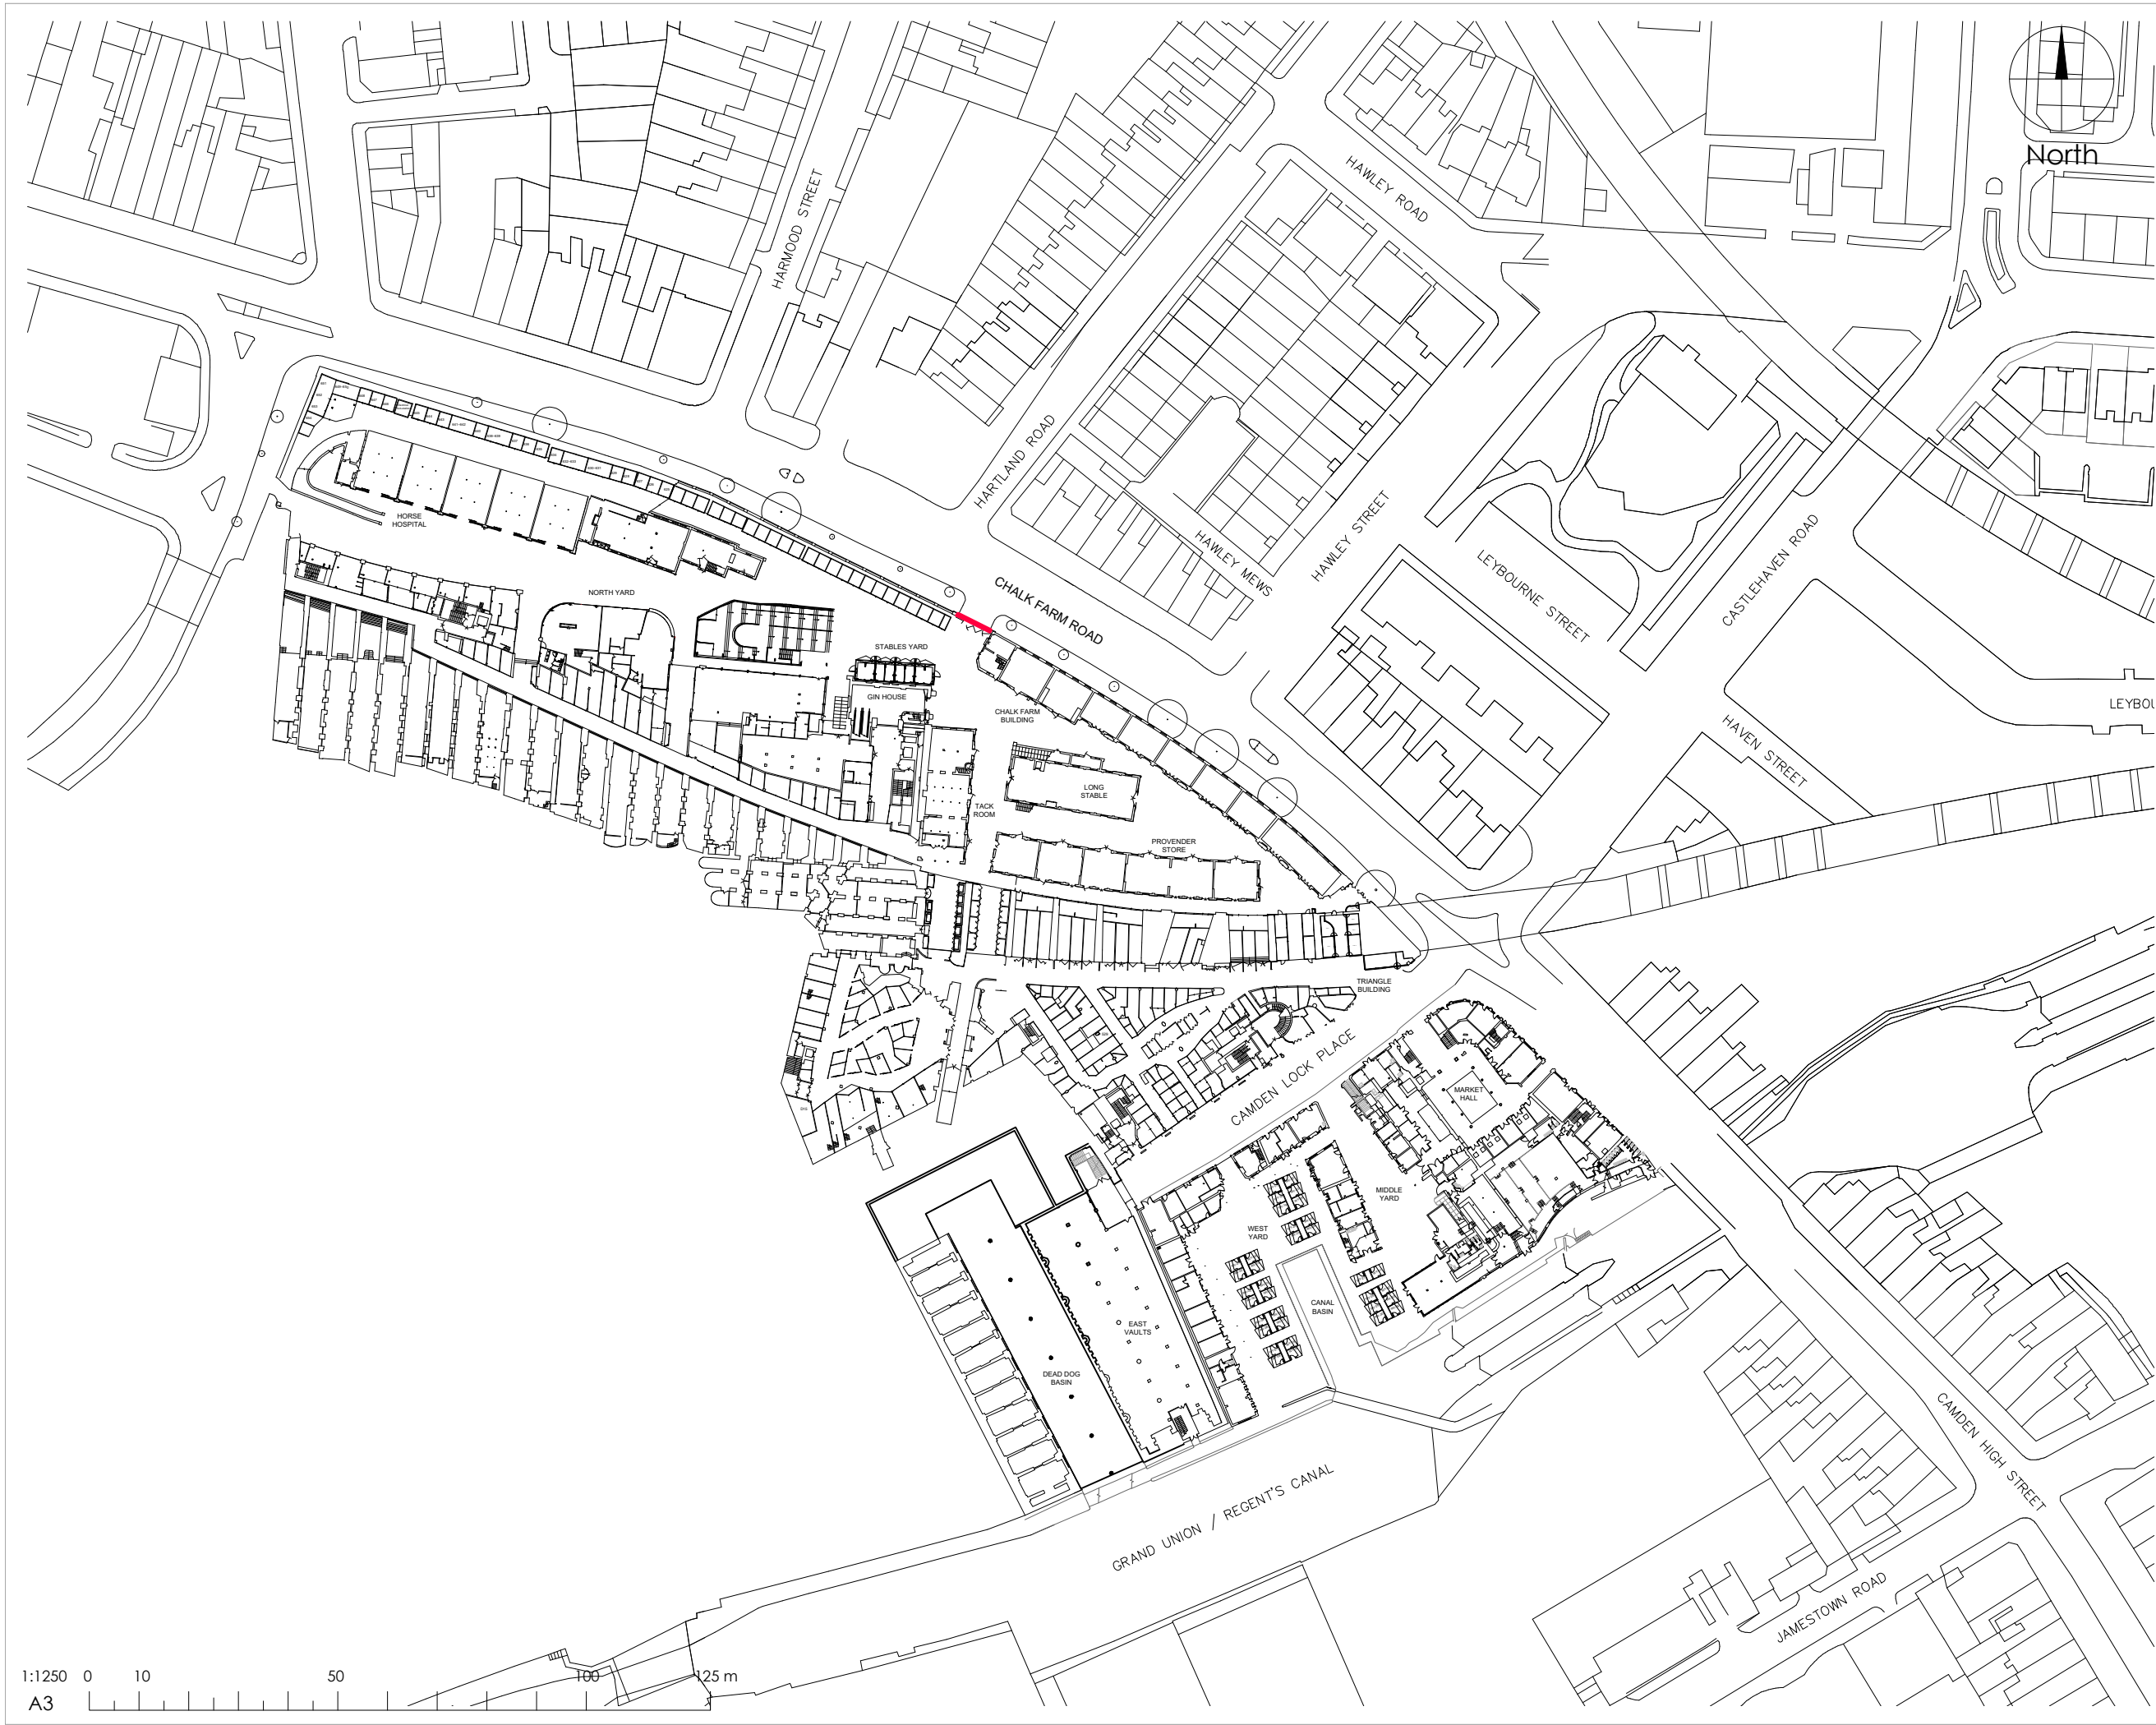 North
HARMOOD STREET
HAWLEY ROAD
HARTLAND ROAD
HAWLEY MEWS
HAWLEY STREET
LEYBOURNE STREET
CASTLEHAVEN ROAD
HORSE
HOSPITAL
NORTH YARD
CHALK FARM ROAD
STABLES YARD
GIN HOUSE
CHALK FARM
BUILDING
LEYBOU
HAVEN STREET
LONG
STABLE
TACK
ROOM
PROVENDER
STORE
TRIANGLE
BUILDING
CAMDEN LOCK PLACE
MARKET
HALL
MIDDLE
YARD
WEST
YARD
CANAL
BASIN
EAST
VAULTS
DEAD DOG
BASIN
CAMDEN HIGH STREET
GRAND UNION / REGENT'S CANAL
JAMESTOWN ROAD
1:1250 0 10 50 100 125 m
A3